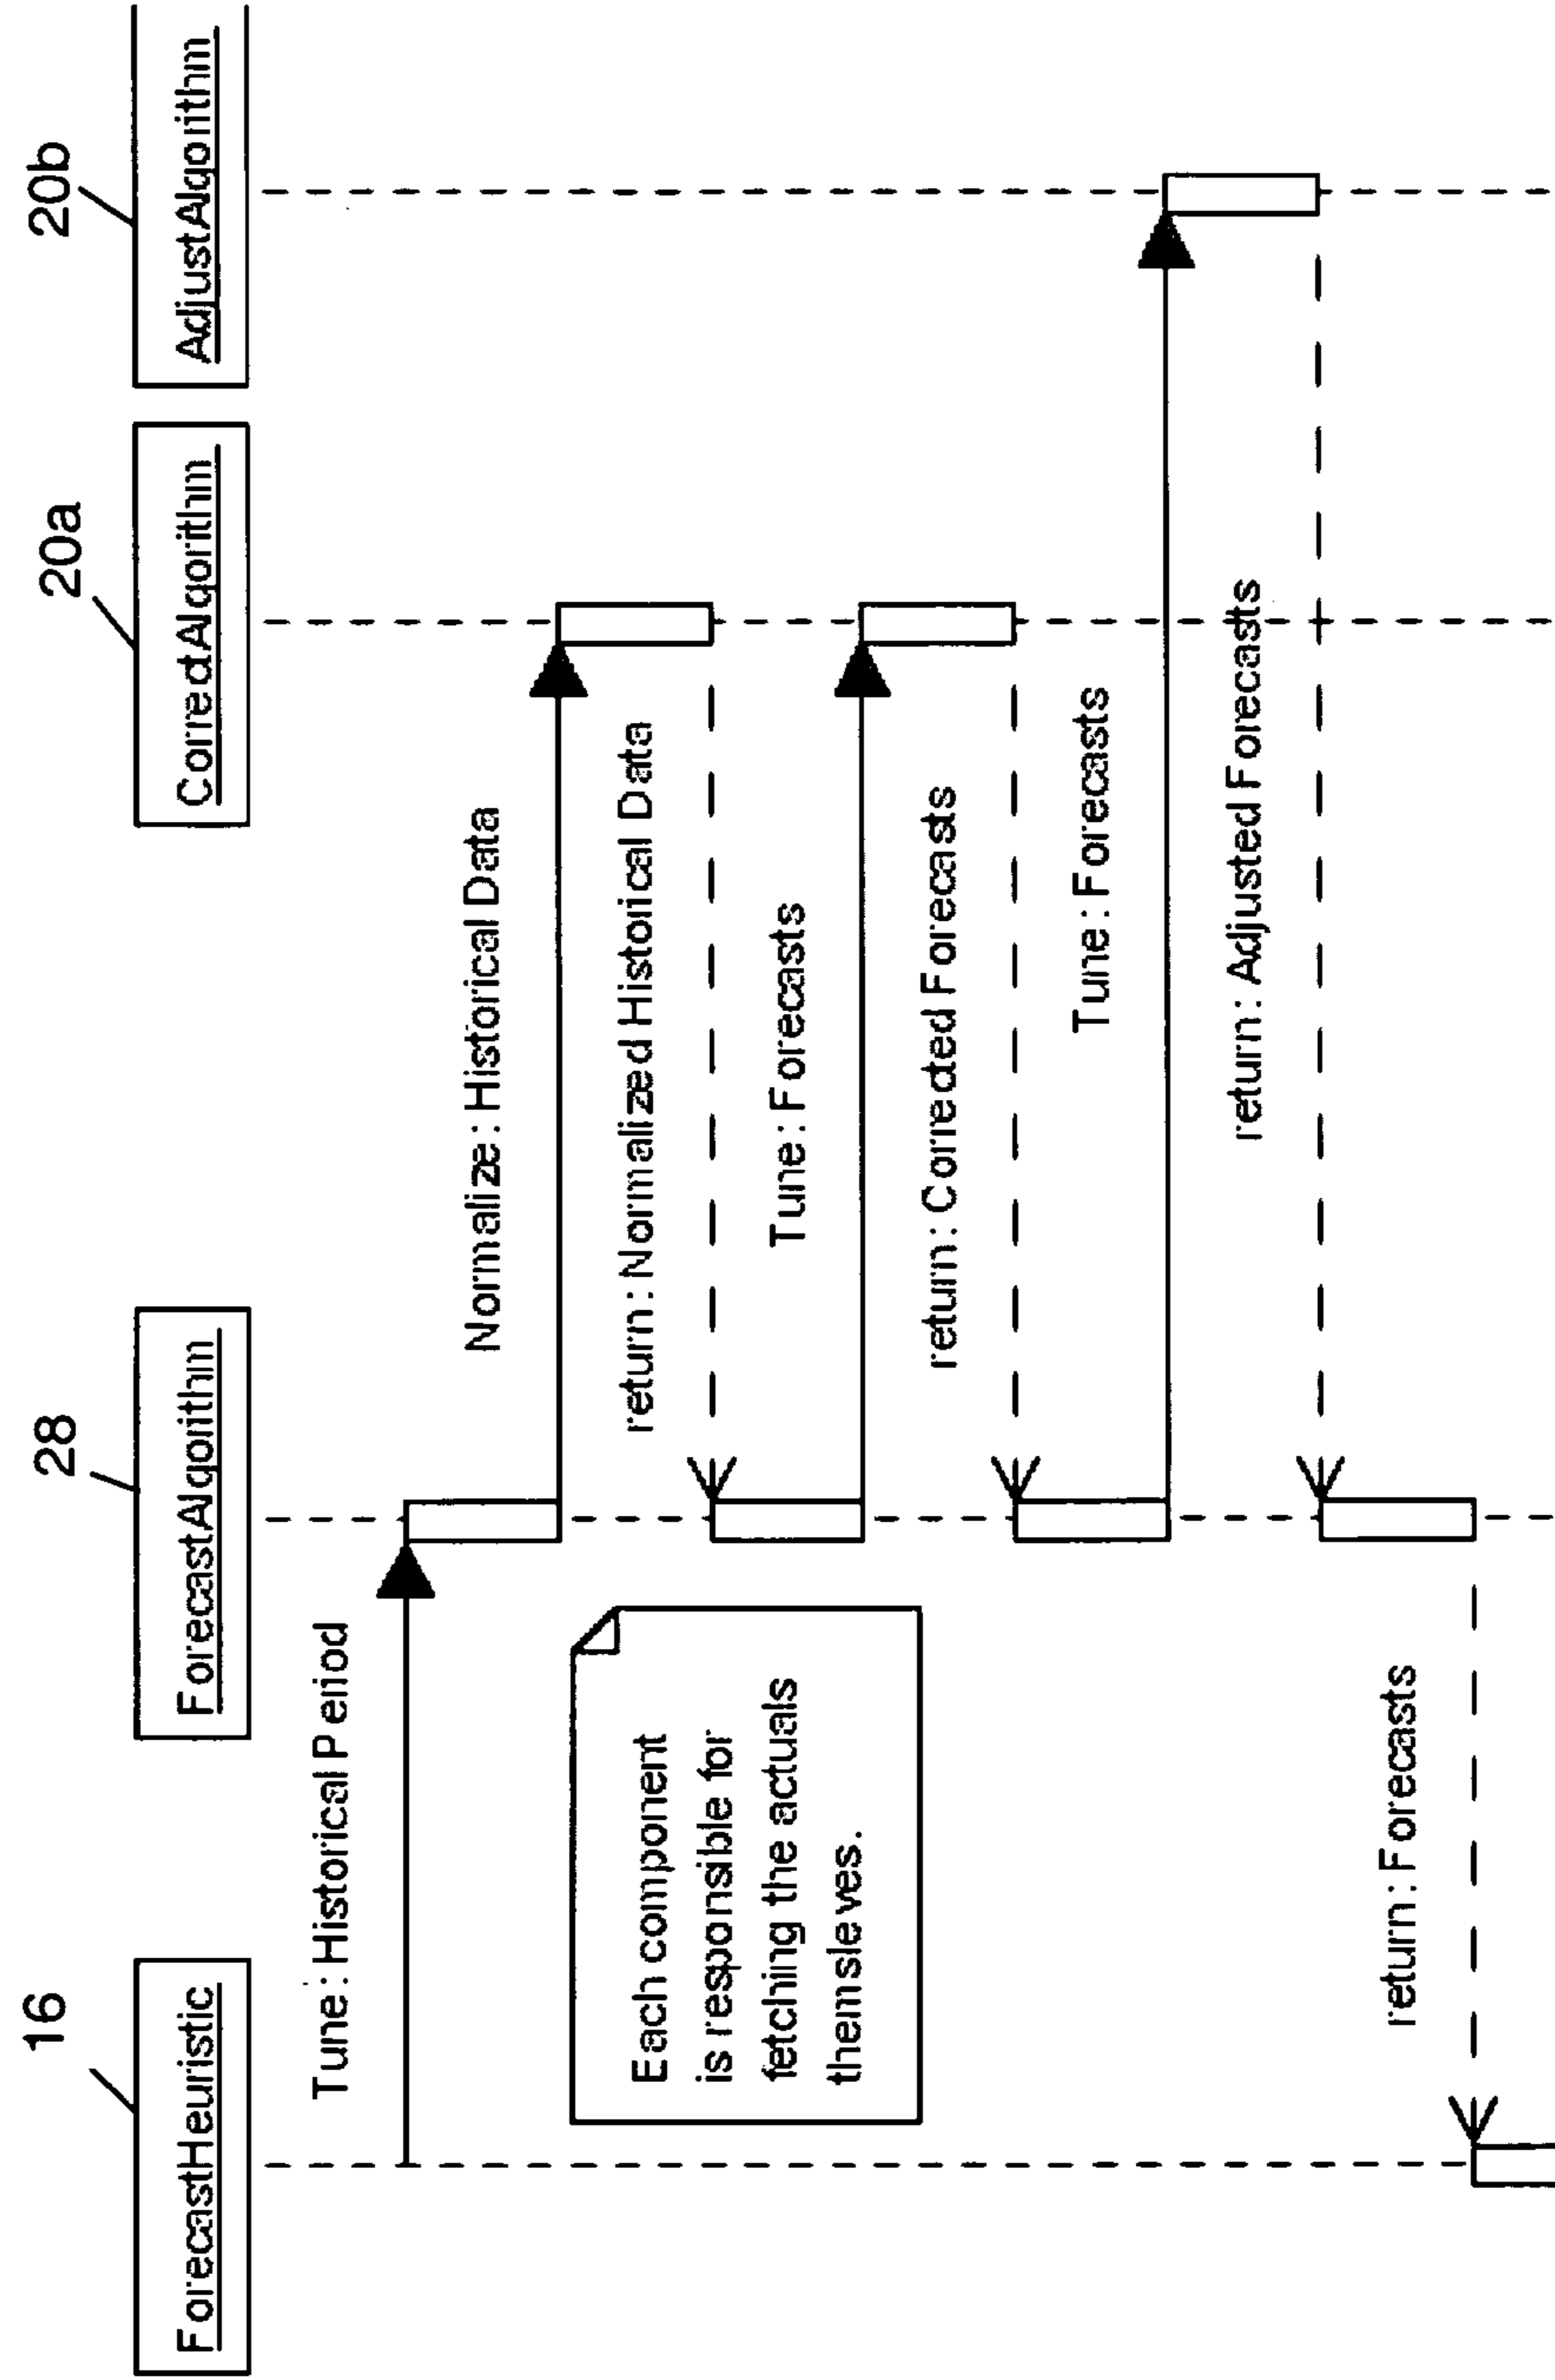 16
28
20a
20b
ForecastHeuristic
ForecastAlgorithm
CorrectAlgorithm
AdjustAlgorithm
Tune : Historical Period
Normalize : Historical Data
return : Normalized Historical Data
Each component
is responsible for
fetching the actuals
themsleves.
Tune : Forecasts
return : Corrected Forecasts
Tune : Forecasts
return : Adjusted Forecasts
return : Forecasts